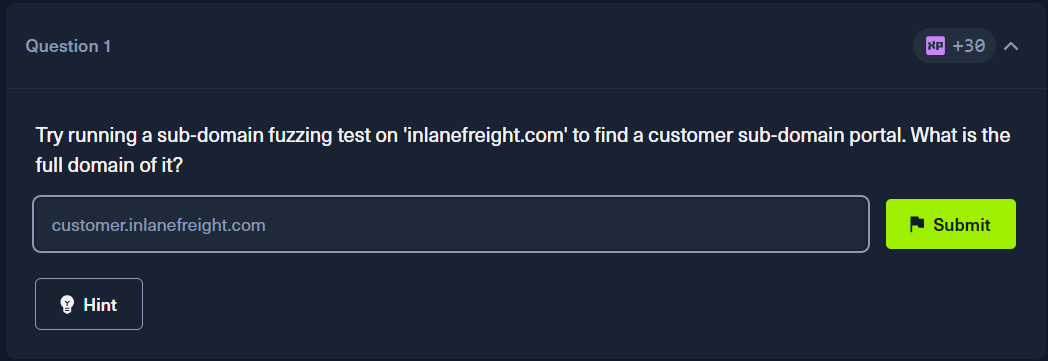 Question 1
XP +30
Try running a sub-domain fuzzing test on 'inlanefreight.com' to find a customer sub-domain portal. What is the
full domain of it?
customer.inlanefreight.com
Submit
Hint